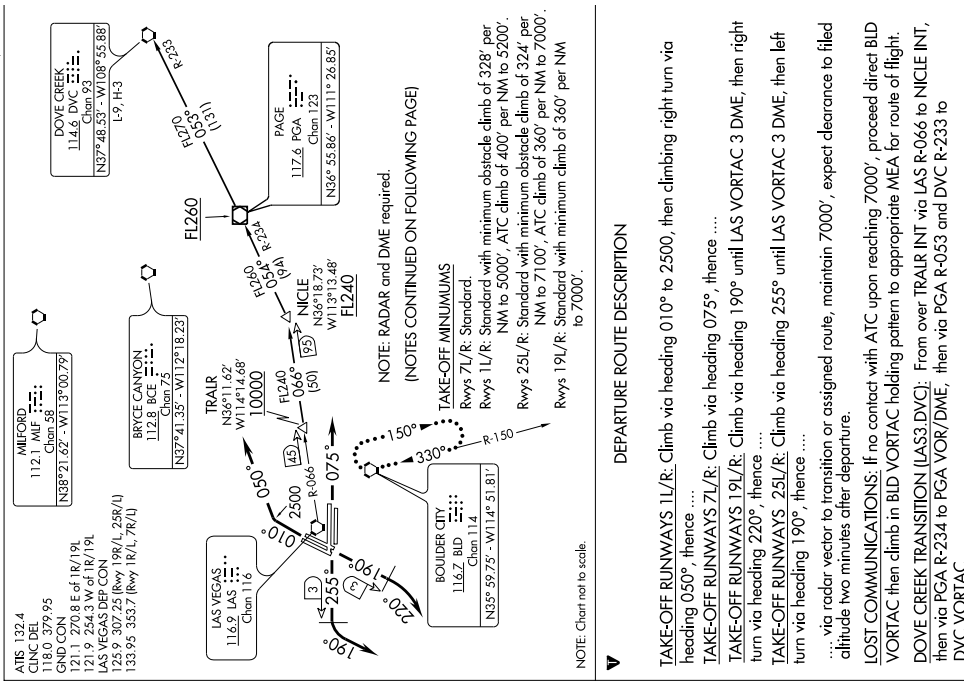 ATIS 132.4
CLNC DEL
118.0 379.95
GND CON
121.1 270.8 E of 1R/19L
121.9 254.3 W of 1R/19L
LAS VEGAS DEP CON
125.9 307.25 (Rwy 19R/L, 25R/L)
133.95 353.7 (Rwy 1R/L, 7R/L)
MILFORD
112.1 MLF
Chan 58
N38°21.62' - W113°00.79'
BRYCE CANYON
112.8 BCE
Chan 75
N37°41.35' - W112°18.23'
DOVE CREEK
114.6 DVC
Chan 93
N37°48.53' - W108°55.88'
L-9, H-3
R-233
FL270
053°
(131)
FL260
PAGE
117.6 PGA
Chan 123
N36°55.86' - W111°26.85'
R-234
FL260
054°
(94)
NICLE
N36°18.73'
W113°13.48'
FL240
95
TRALR
N36°11.62'
W114°14.68'
10000
FL240
066°
(50)
45
R-066
050°
2500
010°
075°
LAS VEGAS
116.9 LAS
Chan 116
3
255°
190°
3
190°
220°
150°
330°
R-150
BOULDER CITY
116.7 BLD
Chan 114
N35°59.75' - W114°51.81'
NOTE: RADAR and DME required.
(NOTES CONTINUED ON FOLLOWING PAGE)
TAKE-OFF MINUMUMS
Rwys 7L/R: Standard.
Rwys 1L/R: Standard with minimum obstacle climb of 328' per
NM to 5000', ATC climb of 400' per NM to 5200'.
Rwys 25L/R: Standard with minimum obstacle climb of 324' per
NM to 7100', ATC climb of 360' per NM to 7000'.
Rwys 19L/R: Standard with minimum climb of 360' per NM
to 7000'.
NOTE: Chart not to scale.
T
DEPARTURE ROUTE DESCRIPTION
TAKE-OFF RUNWAYS 1L/R: Climb via heading 010° to 2500, then climbing right turn via
heading 050°, thence ....
TAKE-OFF RUNWAYS 7L/R: Climb via heading 075°, thence ....
TAKE-OFF RUNWAYS 19L/R: Climb via heading 190° until LAS VORTAC 3 DME, then right
turn via heading 220°, thence ....
TAKE-OFF RUNWAYS 25L/R: Climb via heading 255° until LAS VORTAC 3 DME, then left
turn via heading 190°, thence ....
.... via radar vector to transition or assigned route, maintain 7000', expect clearance to filed
altitude two minutes after departure.
LOST COMMUNICATIONS: If no contact with ATC upon reaching 7000', proceed direct BLD
VORTAC then climb in BLD VORTAC holding pattern to appropriate MEA for route of flight.
DOVE CREEK TRANSITION (LAS3.DVC): From over TRALR INT via LAS R-066 to NICLE INT,
then via PGA R-234 to PGA VOR/DME, then via PGA R-053 and DVC R-233 to
DVC VORTAC